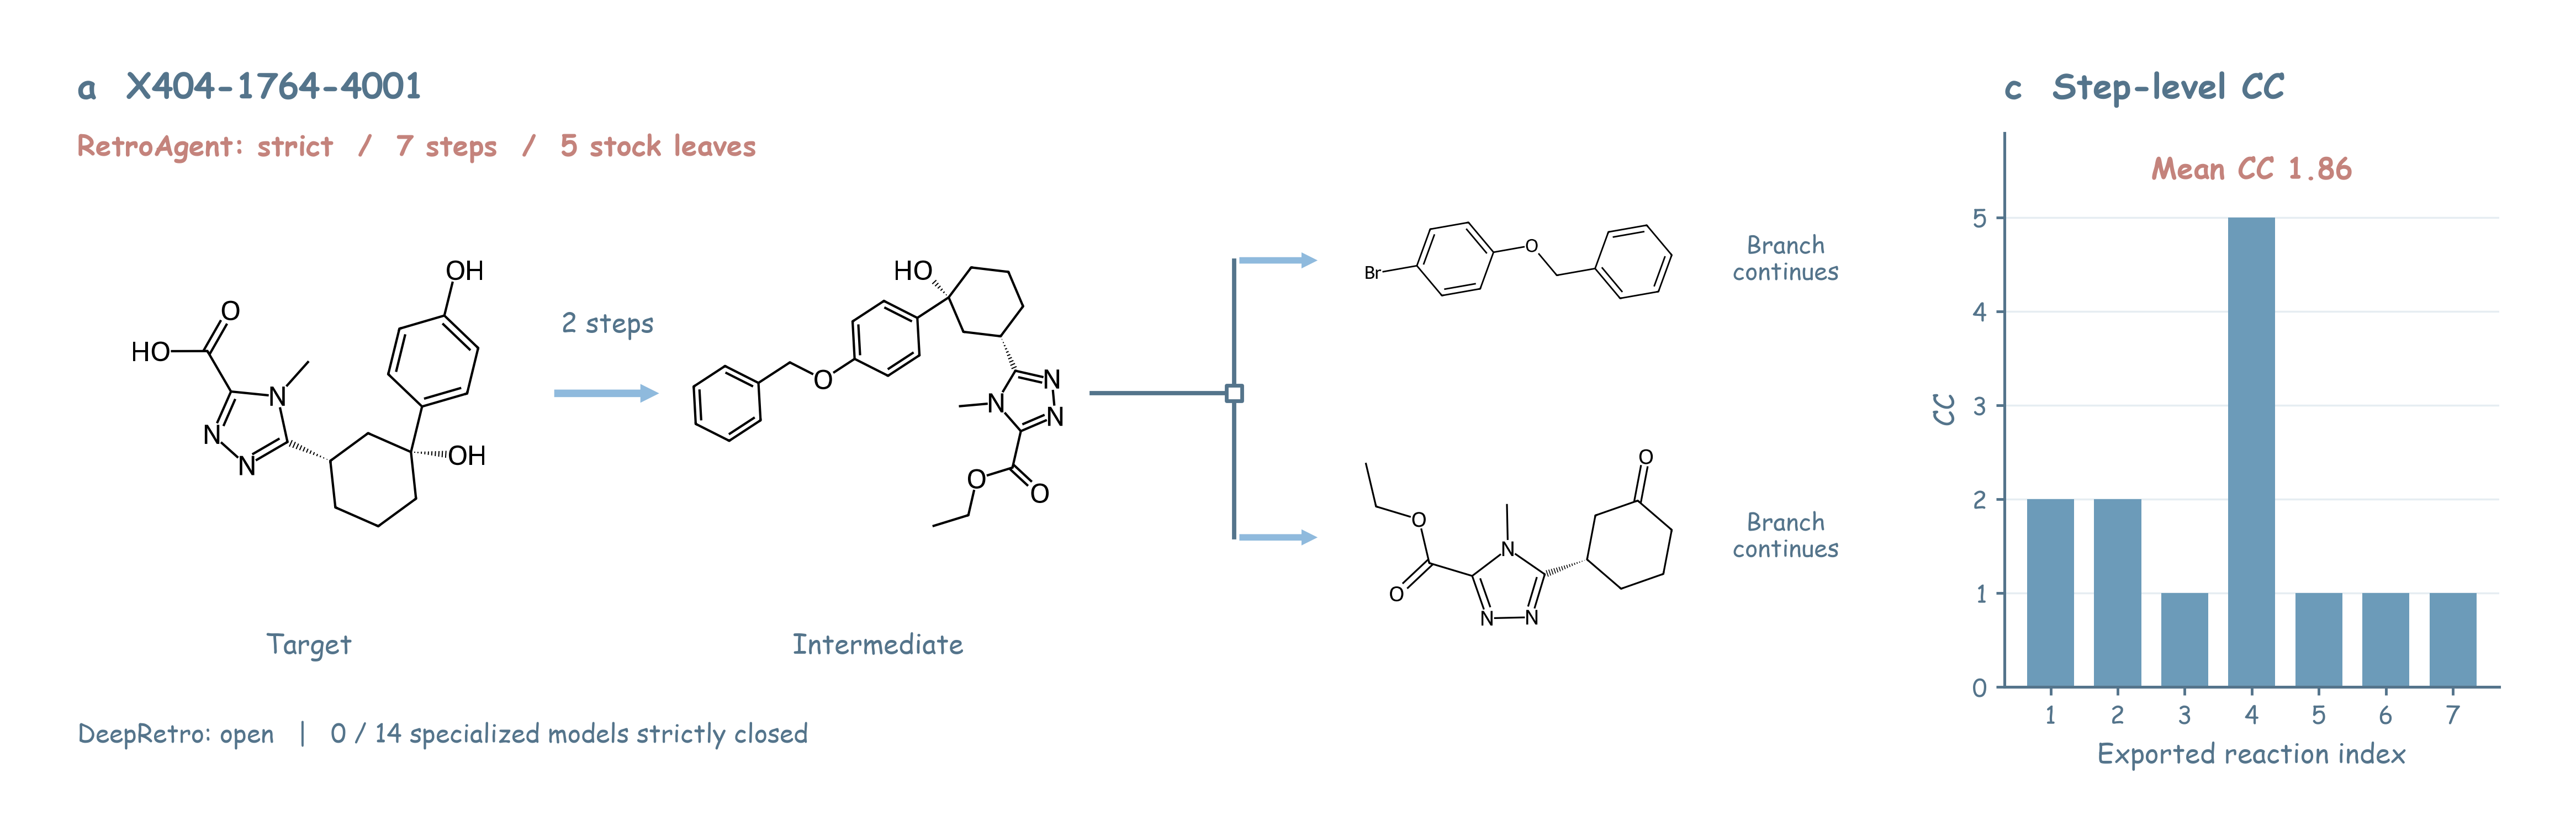 a X404-1764-4001
RetroAgent: strict / 7 steps / 5 stock leaves
HO
O
N
N
N
OH
OH
Target
2 steps
HO
O
N
N
N
O
O
Intermediate
Br
O
Branch
continues
O
O
O
N
N
N
Branch
continues
DeepRetro: open | 0 / 14 specialized models strictly closed
c Step-level CC
Mean CC 1.86
CC
5
4
3
2
1
0
1 2 3 4 5 6 7
Exported reaction index